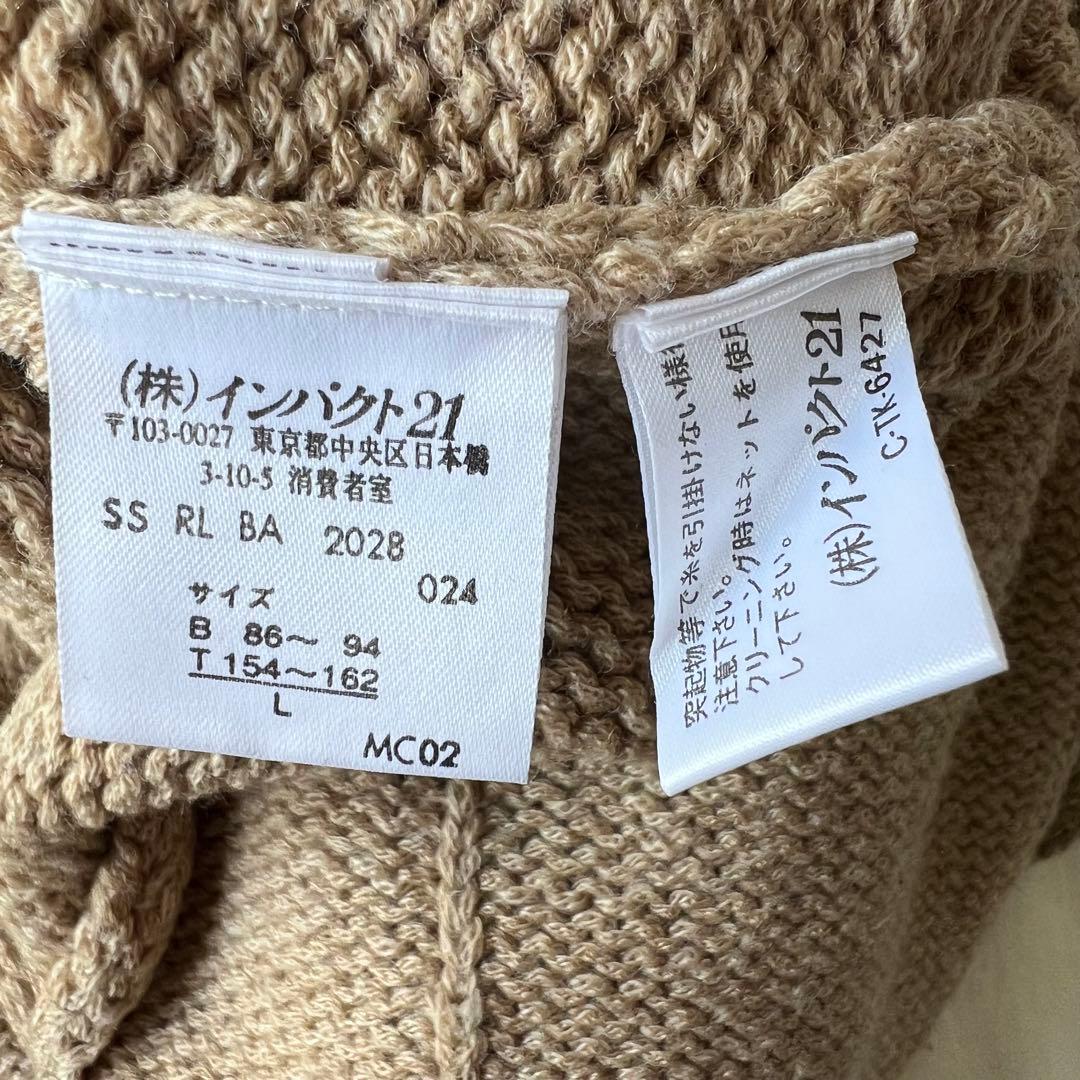 (株)インパクト21
〒103-0027 東京都中央区日本橋
3-10-5 消費者室
SS RL BA 2028
024
サイズ
B 86〜 94
T 154〜162
L
MC02
突起物等で糸を引掛けない様
注意下さい。
クリーニング時はネットを使用
して下さい。
(株)インパクト21
C-TK-6427